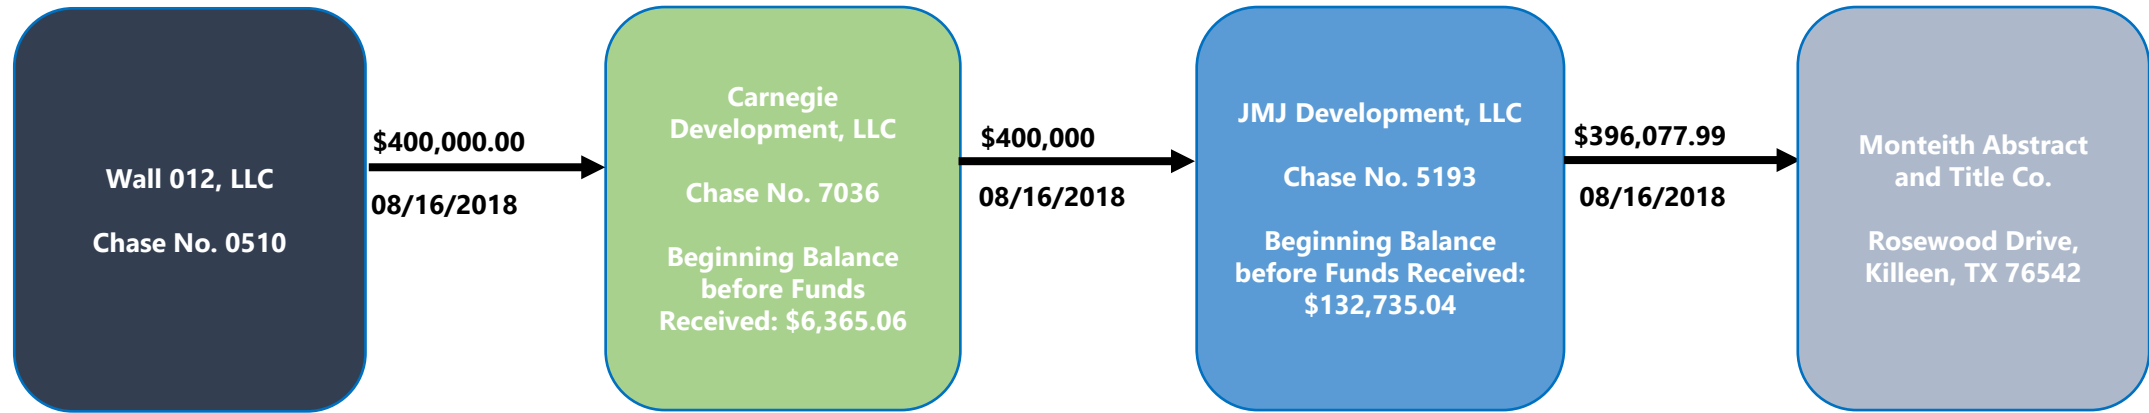 Wall 012, LLC
Chase No. 0510
$400,000.00
08/16/2018
Carnegie
Development, LLC
Chase No. 7036
Beginning Balance
before Funds
Received: $6,365.06
$400,000
08/16/2018
JMJ Development, LLC
Chase No. 5193
Beginning Balance
before Funds Received:
$132,735.04
$396,077.99
08/16/2018
Monteith Abstract
and Title Co.
Rosewood Drive,
Killeen, TX 76542